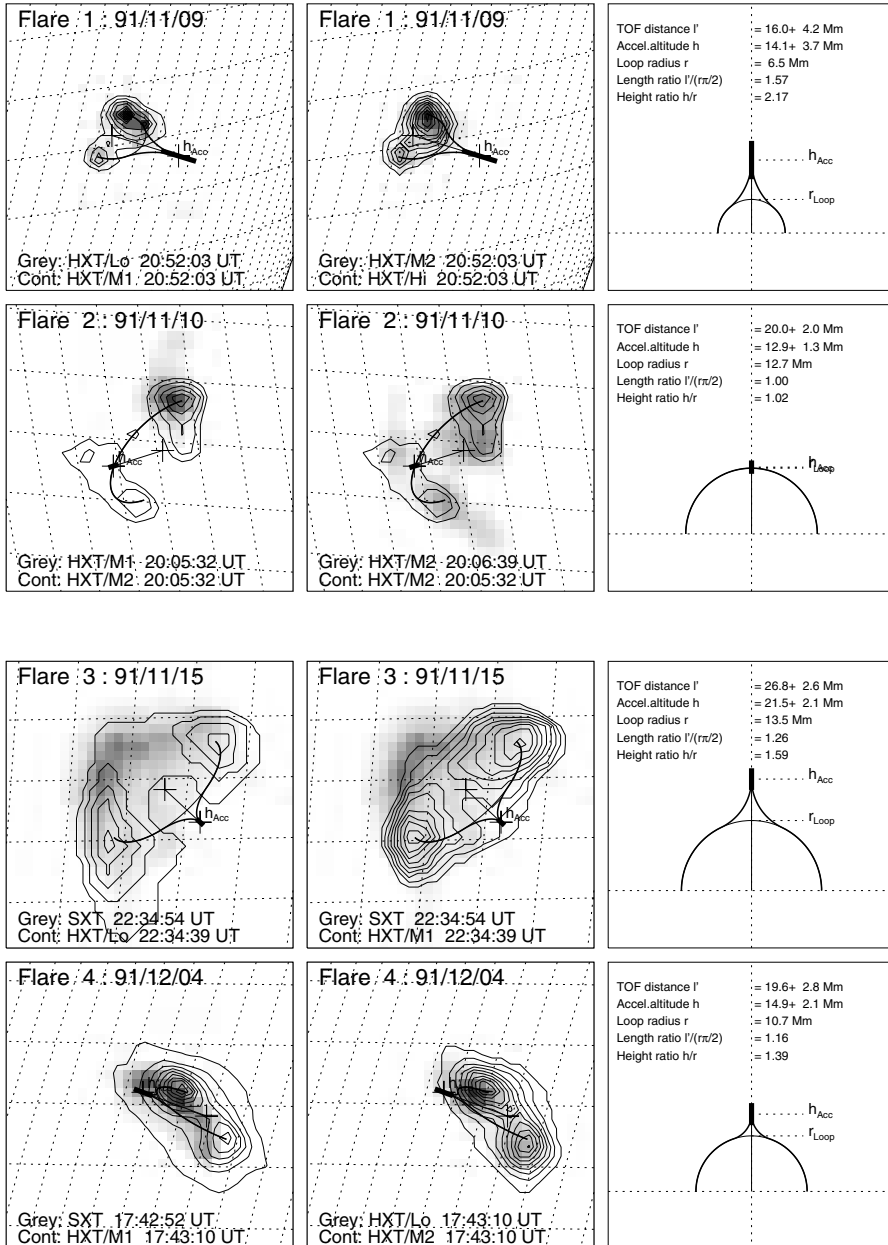 Flare 1 : 91/11/09
h Acc
Grey: HXT/Lo 20:52:03 UT
Cont: HXT/M1 20:52:03 UT
Flare 1 : 91/11/09
h Acc
Grey: HXT/M2 20:52:03 UT
Cont: HXT/Hi 20:52:03 UT
TOF distance l' = 16.0+ 4.2 Mm
Accel.altitude h = 14.1+ 3.7 Mm
Loop radius r = 6.5 Mm
Length ratio l'/(rπ/2) = 1.57
Height ratio h/r = 2.17
h Acc
r Loop
Flare 2 : 91/11/10
h Acc
Grey: HXT/M1 20:05:32 UT
Cont: HXT/M2 20:05:32 UT
Flare 2 : 91/11/10
h Acc
Grey: HXT/M2 20:06:39 UT
Cont: HXT/M2 20:05:32 UT
TOF distance l' = 20.0+ 2.0 Mm
Accel.altitude h = 12.9+ 1.3 Mm
Loop radius r = 12.7 Mm
Length ratio l'/(rπ/2) = 1.00
Height ratio h/r = 1.02
Flare 3 : 91/11/15
h Acc
Grey: SXT 22:34:54 UT
Cont: HXT/Lo 22:34:39 UT
Flare 3 : 91/11/15
h Acc
Grey: SXT 22:34:54 UT
Cont: HXT/M1 22:34:39 UT
TOF distance l' = 26.8+ 2.6 Mm
Accel.altitude h = 21.5+ 2.1 Mm
Loop radius r = 13.5 Mm
Length ratio l'/(rπ/2) = 1.26
Height ratio h/r = 1.59
h Acc
r Loop
Flare 4 : 91/12/04
h
Grey: SXT 17:42:52 UT
Cont: HXT/M1 17:43:10 UT
Flare 4 : 91/12/04
h
Grey: HXT/Lo 17:43:10 UT
Cont: HXT/M2 17:43:10 UT
TOF distance l' = 19.6+ 2.8 Mm
Accel.altitude h = 14.9+ 2.1 Mm
Loop radius r = 10.7 Mm
Length ratio l'/(rπ/2) = 1.16
Height ratio h/r = 1.39
h Acc
r Loop